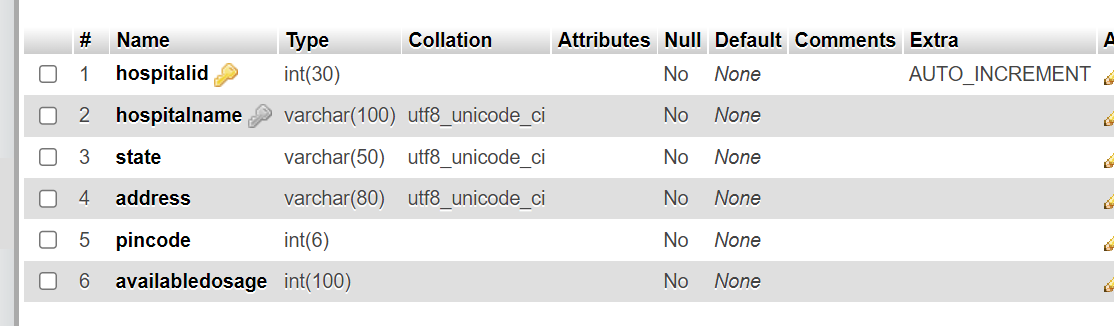 # Name Type Collation Attributes Null Default Comments Extra A
1 hospitalid int(30) No None AUTO_INCREMENT
2 hospitalname varchar(100) utf8_unicode_ci No None
3 state varchar(50) utf8_unicode_ci No None
4 address varchar(80) utf8_unicode_ci No None
5 pincode int(6) No None
6 availabledosage int(100) No None